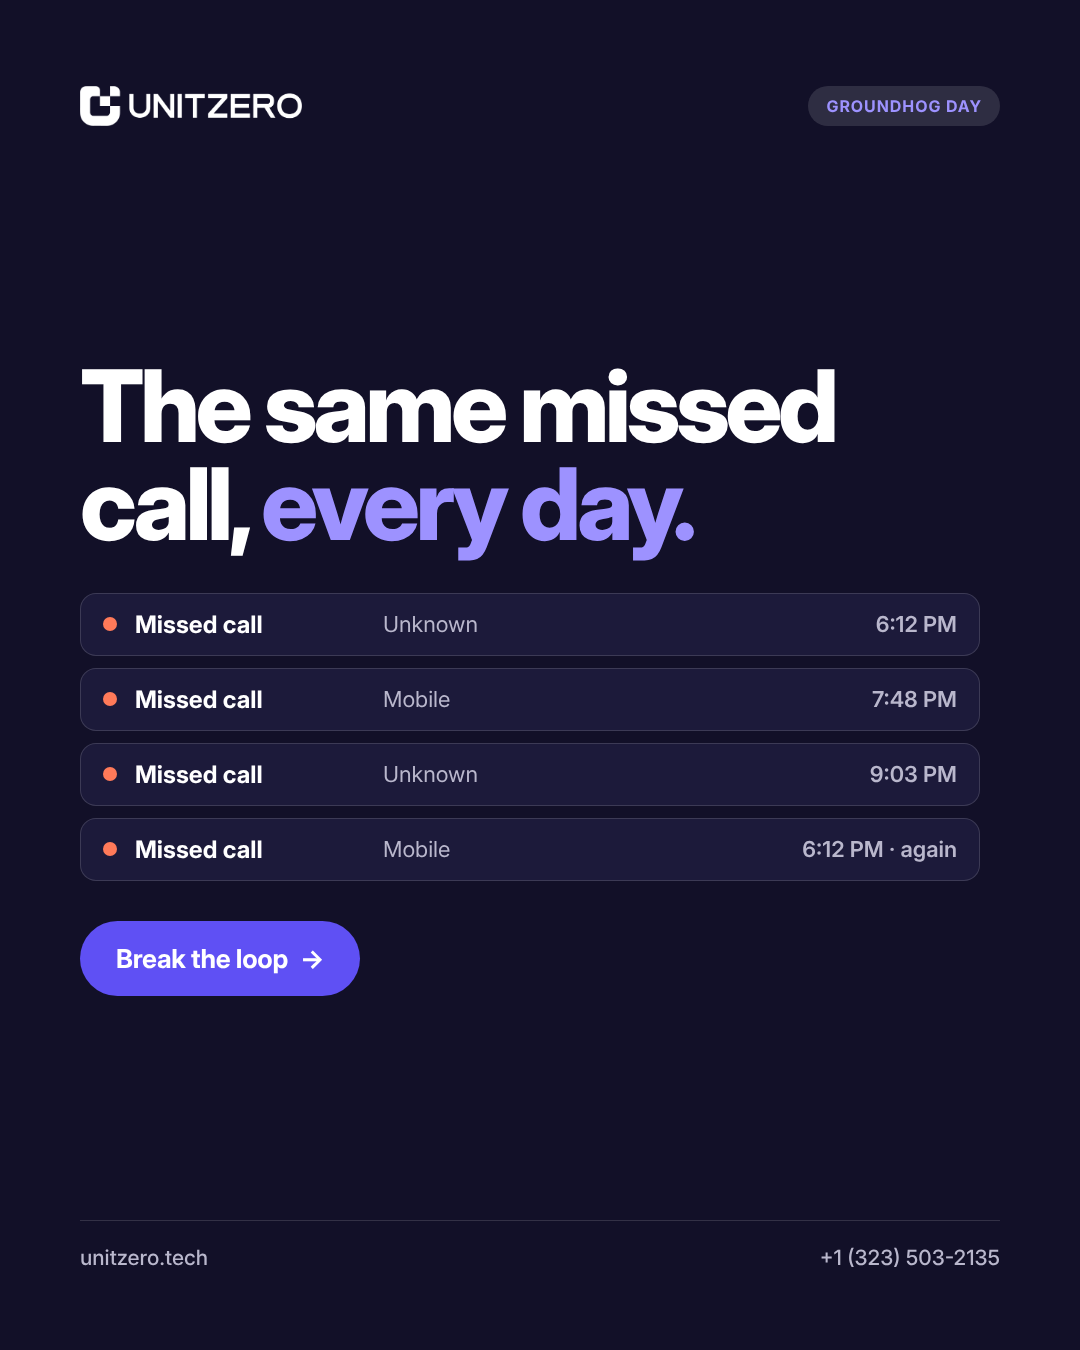 UNITZERO
GROUNDHOG DAY
The same missed
call, every day.
Missed call Unknown 6:12 PM
Missed call Mobile 7:48 PM
Missed call Unknown 9:03 PM
Missed call Mobile 6:12 PM · again
Break the loop →
unitzero.tech
+1 (323) 503-2135